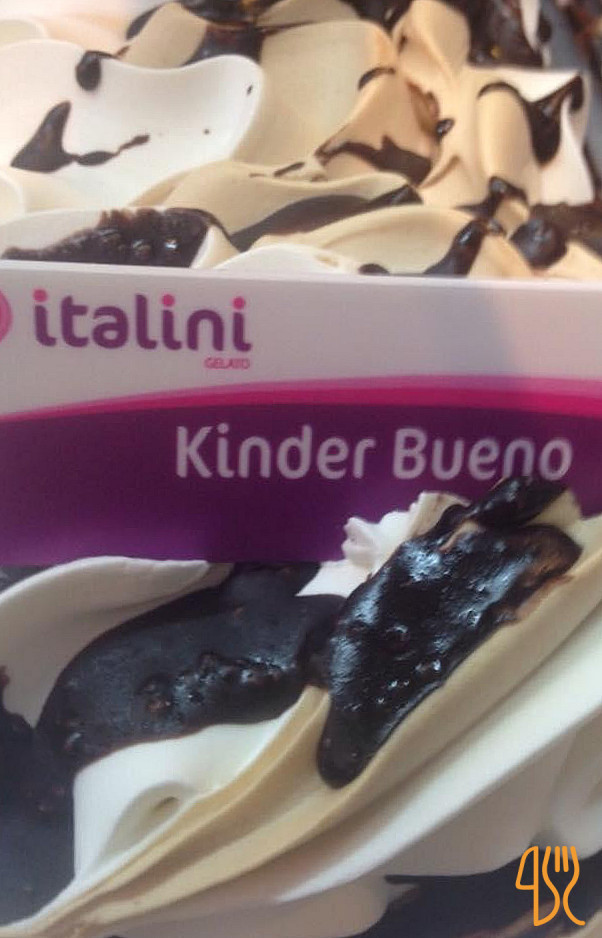 italini
GELATO
Kinder Bueno